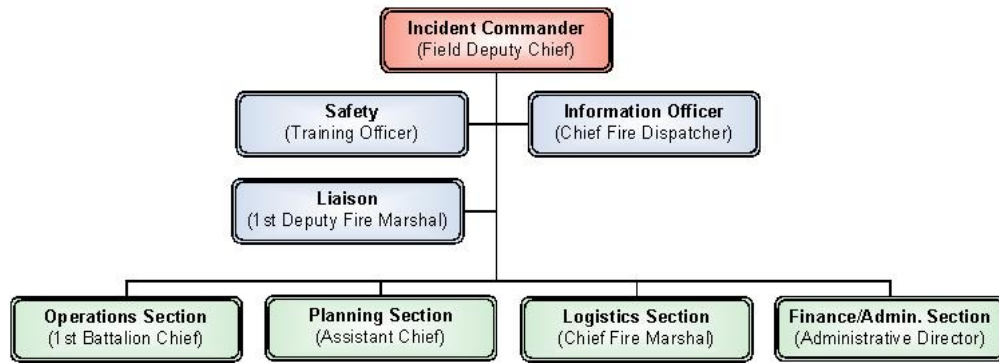 Incident Commander
(Field Deputy Chief)
Safety
(Training Officer)
Information Officer
(Chief Fire Dispatcher)
Liaison
(1st Deputy Fire Marshal)
Operations Section
(1st Battalion Chief)
Planning Section
(Assistant Chief)
Logistics Section
(Chief Fire Marshal)
Finance/Admin. Section
(Administrative Director)